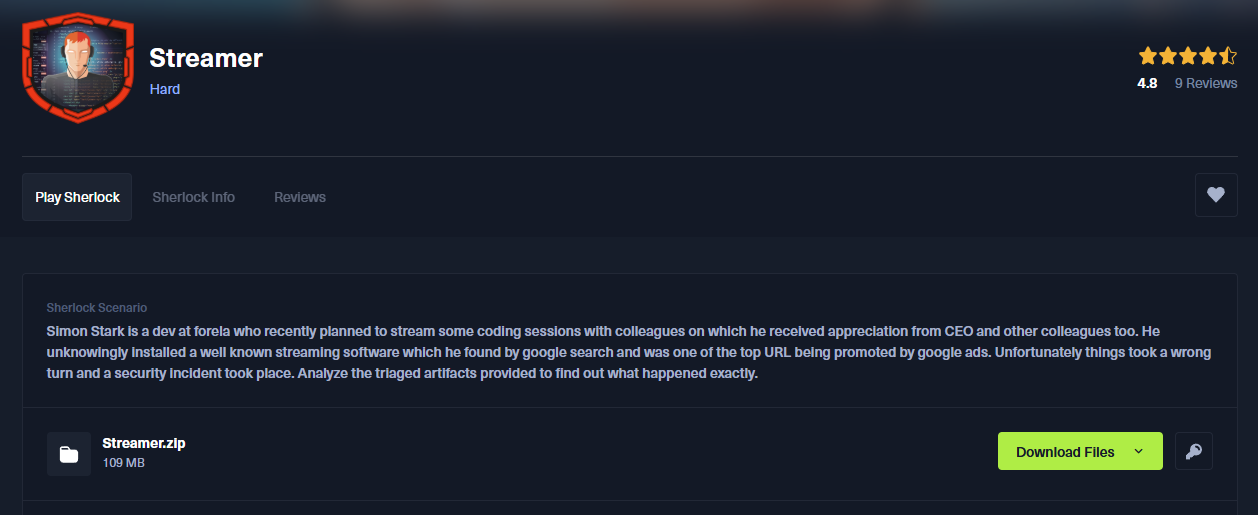 Streamer
Hard
4.8 9 Reviews
Play Sherlock Sherlock Info Reviews
Sherlock Scenario
Simon Stark is a dev at forela who recently planned to stream some coding sessions with colleagues on which he received appreciation from CEO and other colleagues too. He
unknowingly installed a well known streaming software which he found by google search and was one of the top URL being promoted by google ads. Unfortunately things took a wrong
turn and a security incident took place. Analyze the triaged artifacts provided to find out what happened exactly.
Streamer.zip
109 MB
Download Files